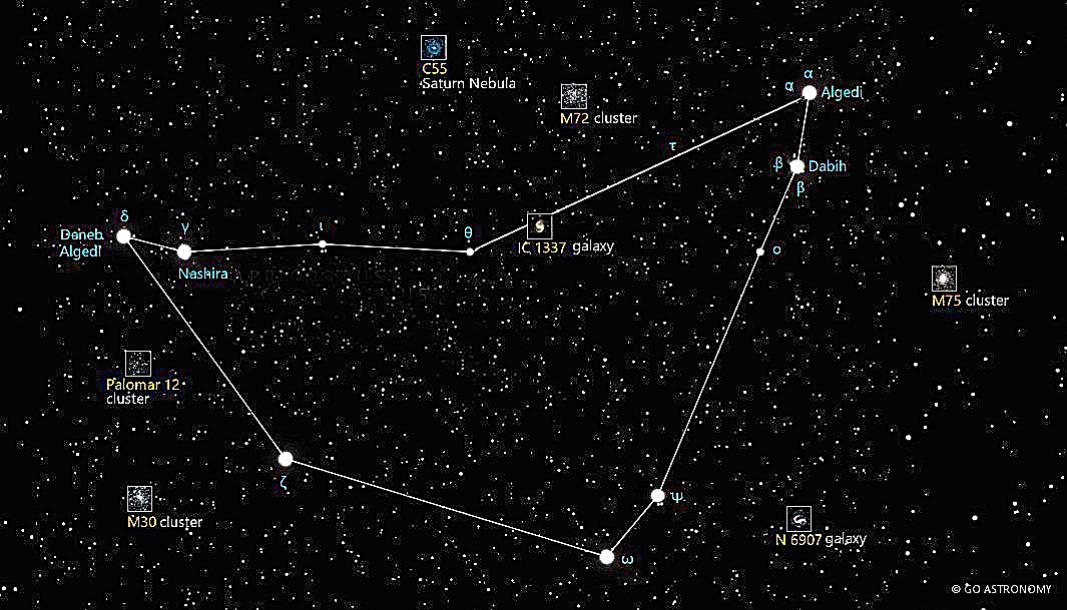 C55
Saturn Nebula
M72 cluster
α
α Algedi
τ
β Dabih
β
δ
γ
ι
θ
Deneb
Algedi
Nashira
IC 1337 galaxy
ο
M75 cluster
Palomar 12
cluster
ζ
M30 cluster
ψ
N 6907 galaxy
ω
© GO ASTRONOMY